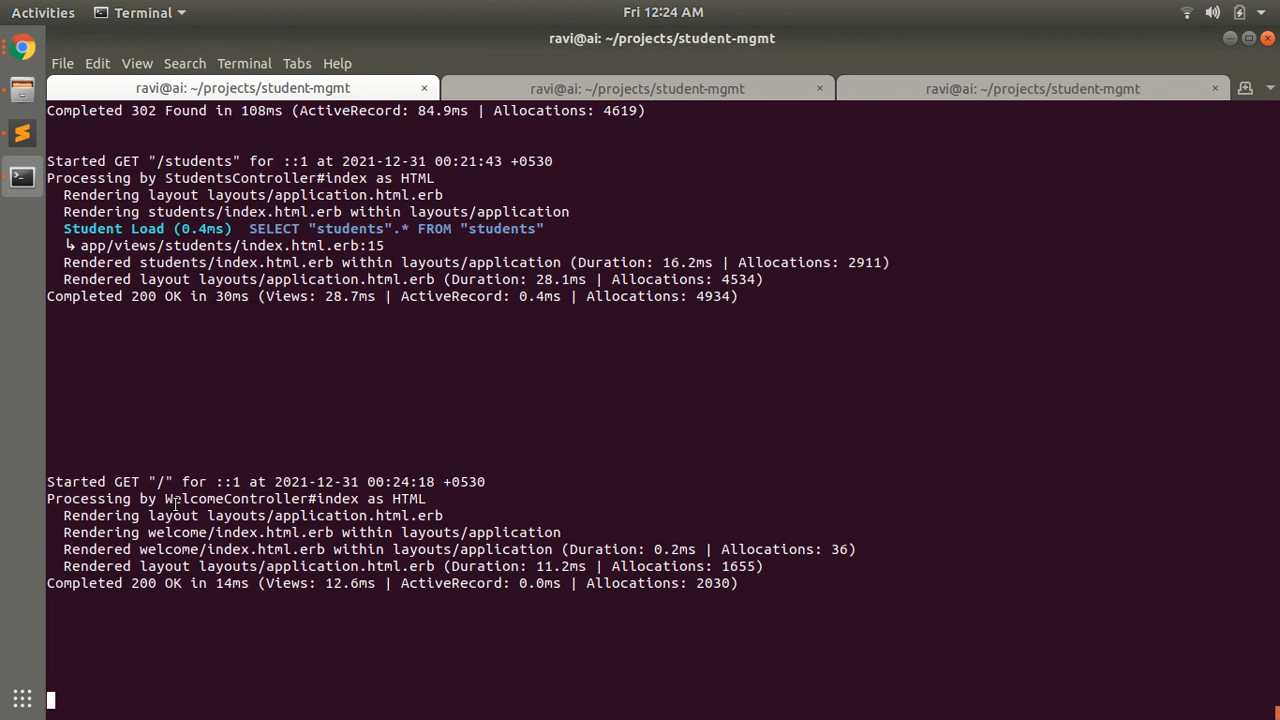 Activities
Terminal
Fri 12:24 AM
ravi@ai: ~/projects/student-mgmt
File Edit View Search Terminal Tabs Help
ravi@ai: ~/projects/student-mgmt × ravi@ai: ~/projects/student-mgmt × ravi@ai: ~/projects/student-mgmt ×
Completed 302 Found in 108ms (ActiveRecord: 84.9ms | Allocations: 4619)
Started GET "/students" for ::1 at 2021-12-31 00:21:43 +0530
Processing by StudentsController#index as HTML
Rendering layout layouts/application.html.erb
Rendering students/index.html.erb within layouts/application
Student Load (0.4ms) SELECT "students".* FROM "students"
↳ app/views/students/index.html.erb:15
Rendered students/index.html.erb within layouts/application (Duration: 16.2ms | Allocations: 2911)
Rendered layout layouts/application.html.erb (Duration: 28.1ms | Allocations: 4534)
Completed 200 OK in 30ms (Views: 28.7ms | ActiveRecord: 0.4ms | Allocations: 4934)
Started GET "/" for ::1 at 2021-12-31 00:24:18 +0530
Processing by WelcomeController#index as HTML
Rendering layout layouts/application.html.erb
Rendering welcome/index.html.erb within layouts/application
Rendered welcome/index.html.erb within layouts/application (Duration: 0.2ms | Allocations: 36)
Rendered layout layouts/application.html.erb (Duration: 11.2ms | Allocations: 1655)
Completed 200 OK in 14ms (Views: 12.6ms | ActiveRecord: 0.0ms | Allocations: 2030)